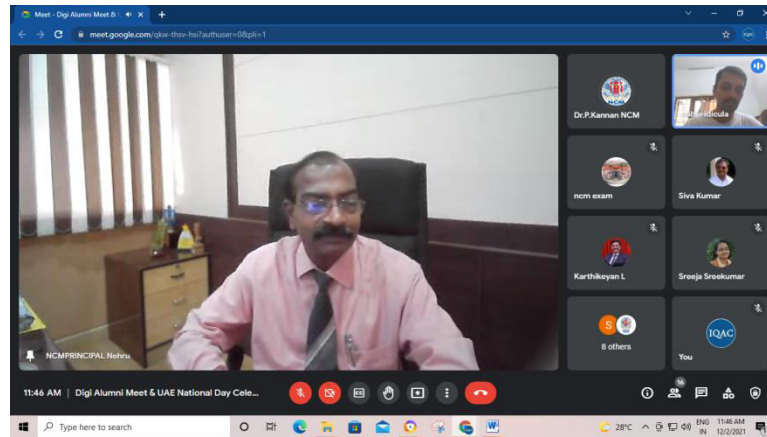 Meet - Digi Alumni Meet &
meet.google.com/qkw-thsv-hsi?authuser=0&pli=1
NCM
Dr.P.Kannan NCM
ncm exam
Siva Kumar
Karthikeyan L
Sreeja Sreekumar
S
8 others
IQAC
You
NCMPRINCIPAL Nehru
11:46 AM | Digi Alumni Meet & UAE National Day Cele...
16
Type here to search
28°C
ENG
IN
11:46 AM
12/2/2021